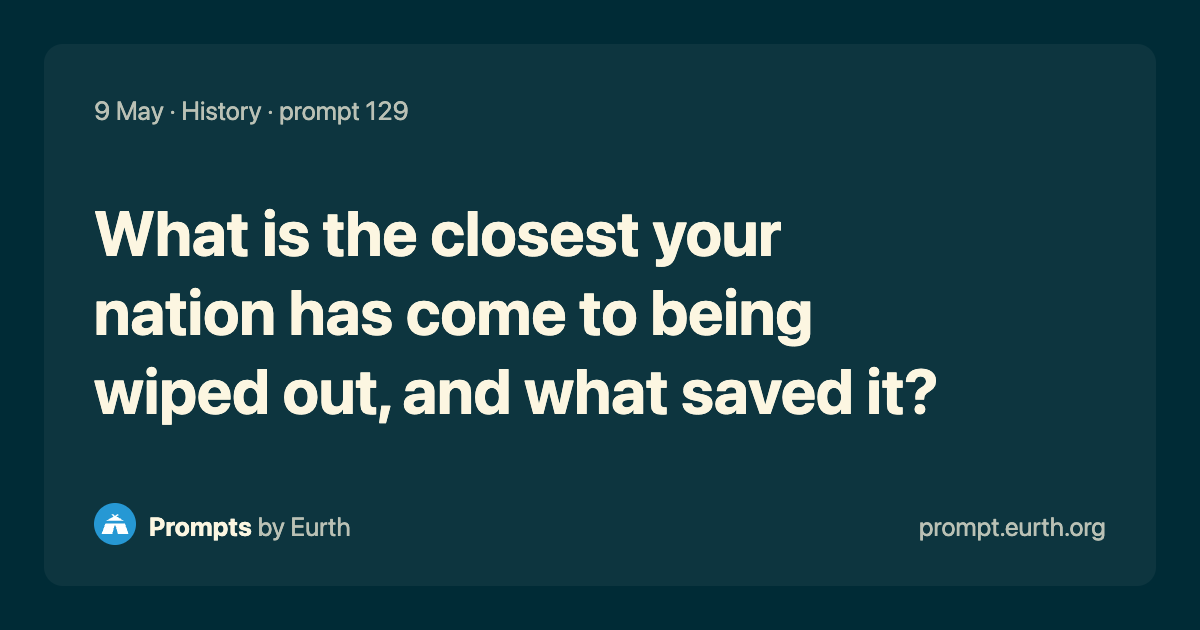 9 May · History · prompt 129
What is the closest your
nation has come to being
wiped out, and what saved it?
Prompts by Eurth
prompt.eurth.org